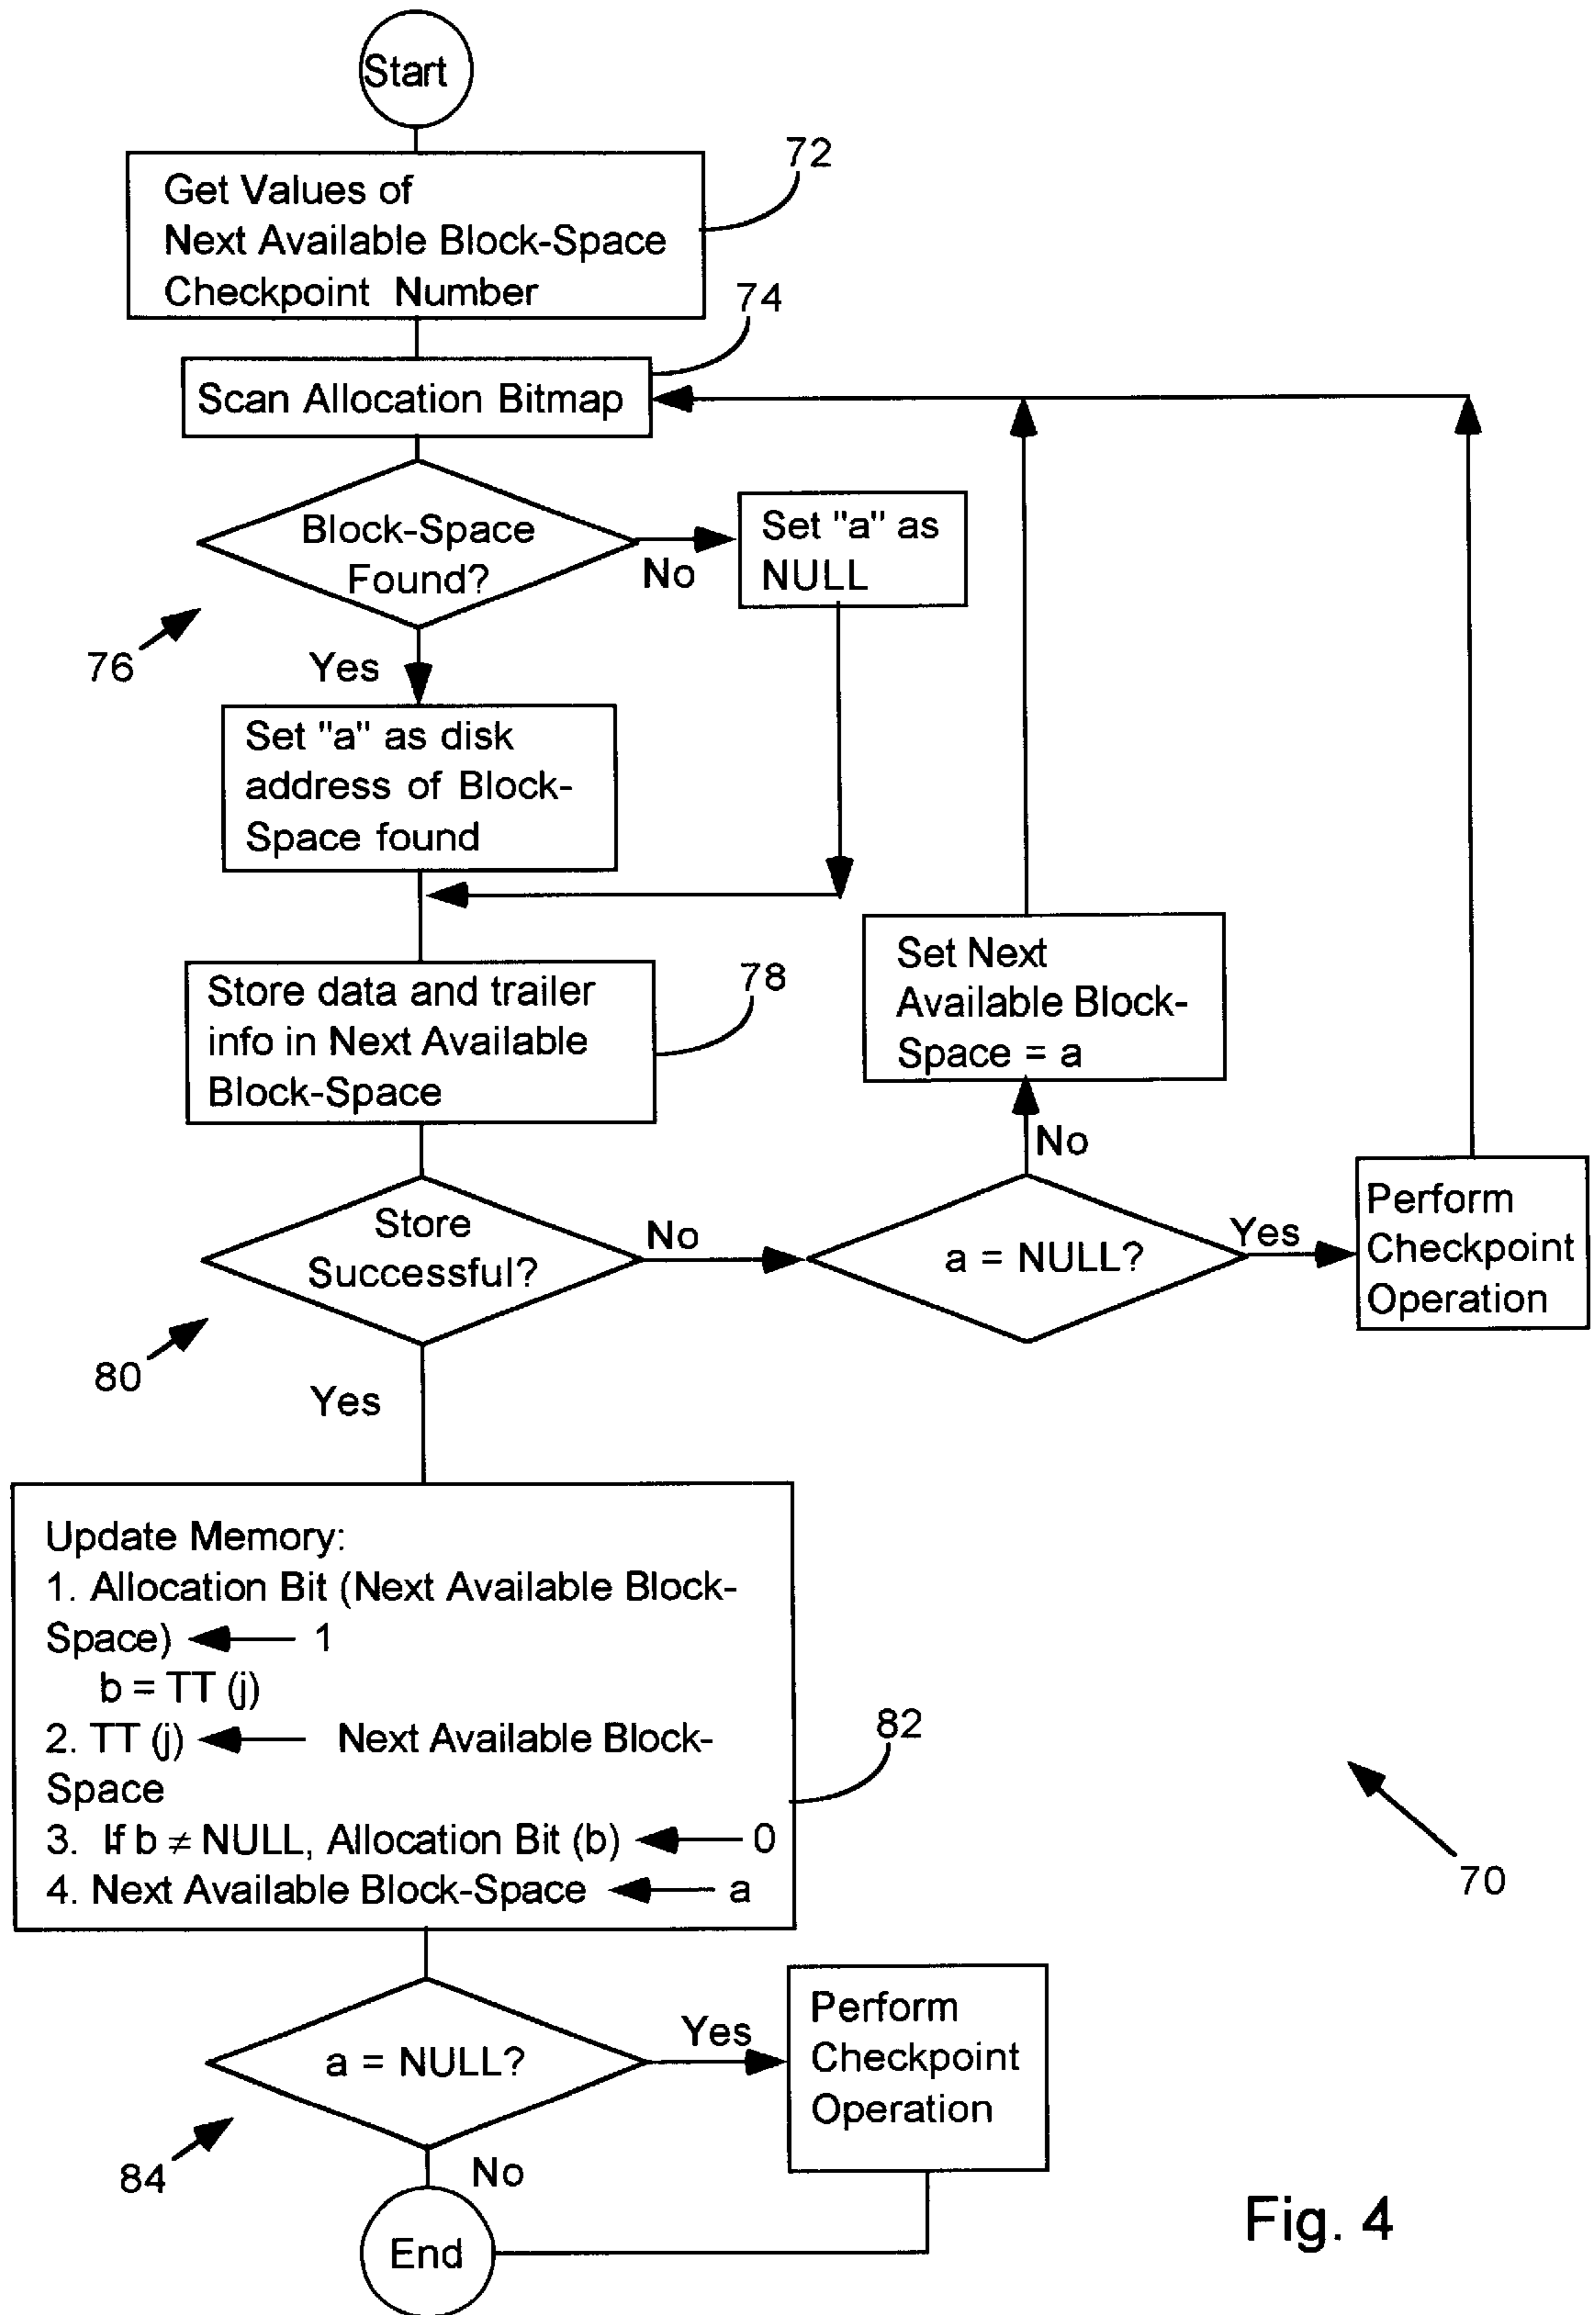 Start
72
Get Values of
Next Available Block-Space
Checkpoint Number
74
Scan Allocation Bitmap
Block-Space
Found?
No
Set "a" as
NULL
76
Yes
Set "a" as disk
address of Block-
Space found
78
Store data and trailer
info in Next Available
Block-Space
Set Next
Available Block-
Space = a
No
Store
Successful?
No
a = NULL?
Yes
Perform
Checkpoint
Operation
80
Yes
Update Memory:
1. Allocation Bit (Next Available Block-
Space) ← 1
b = TT (j)
2. TT (j) ← Next Available Block-
Space
3. If b ≠ NULL, Allocation Bit (b) ← 0
4. Next Available Block-Space ← a
82
70
a = NULL?
Yes
Perform
Checkpoint
Operation
84
No
End
Fig. 4